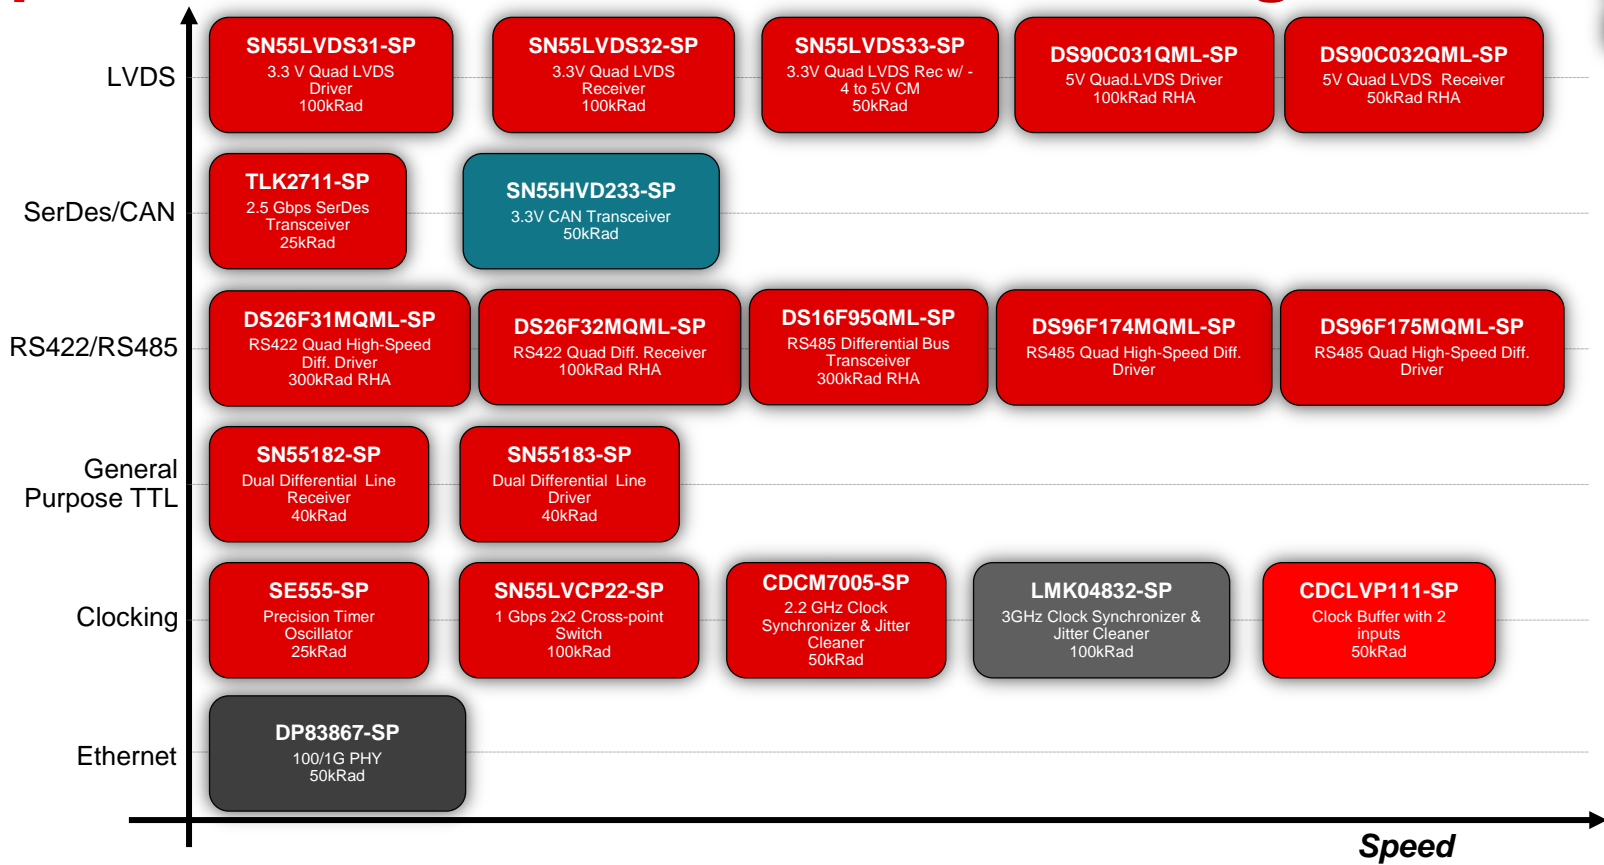 LVDS
SN55LVDS31-SP
3.3 V Quad LVDS
Driver
100kRad
SN55LVDS32-SP
3.3V Quad LVDS
Receiver
100kRad
SN55LVDS33-SP
3.3V Quad LVDS Rec w/ -
4 to 5V CM
50kRad
DS90C031QML-SP
5V Quad.LVDS Driver
100kRad RHA
DS90C032QML-SP
5V Quad LVDS  Receiver
50kRad RHA
SerDes/CAN
TLK2711-SP
2.5 Gbps SerDes
Transceiver
25kRad
SN55HVD233-SP
3.3V CAN Transceiver
50kRad
RS422/RS485
DS26F31MQML-SP
RS422 Quad High-Speed
Diff. Driver
300kRad RHA
DS26F32MQML-SP
RS422 Quad Diff. Receiver
100kRad RHA
DS16F95QML-SP
RS485 Differential Bus
Transceiver
300kRad RHA
DS96F174MQML-SP
RS485 Quad High-Speed Diff.
Driver
DS96F175MQML-SP
RS485 Quad High-Speed Diff.
Driver
General
Purpose TTL
SN55182-SP
Dual Differential  Line
Receiver
40kRad
SN55183-SP
Dual Differential  Line
Driver
40kRad
Clocking
SE555-SP
Precision Timer
Oscillator
25kRad
SN55LVCP22-SP
1 Gbps 2x2 Cross-point
Switch
100kRad
CDCM7005-SP
2.2 GHz Clock
Synchronizer & Jitter
Cleaner
50kRad
LMK04832-SP
3GHz Clock Synchronizer &
Jitter Cleaner
100kRad
CDCLVP111-SP
Clock Buffer with 2
inputs
50kRad
Ethernet
DP83867-SP
100/1G PHY
50kRad
Speed